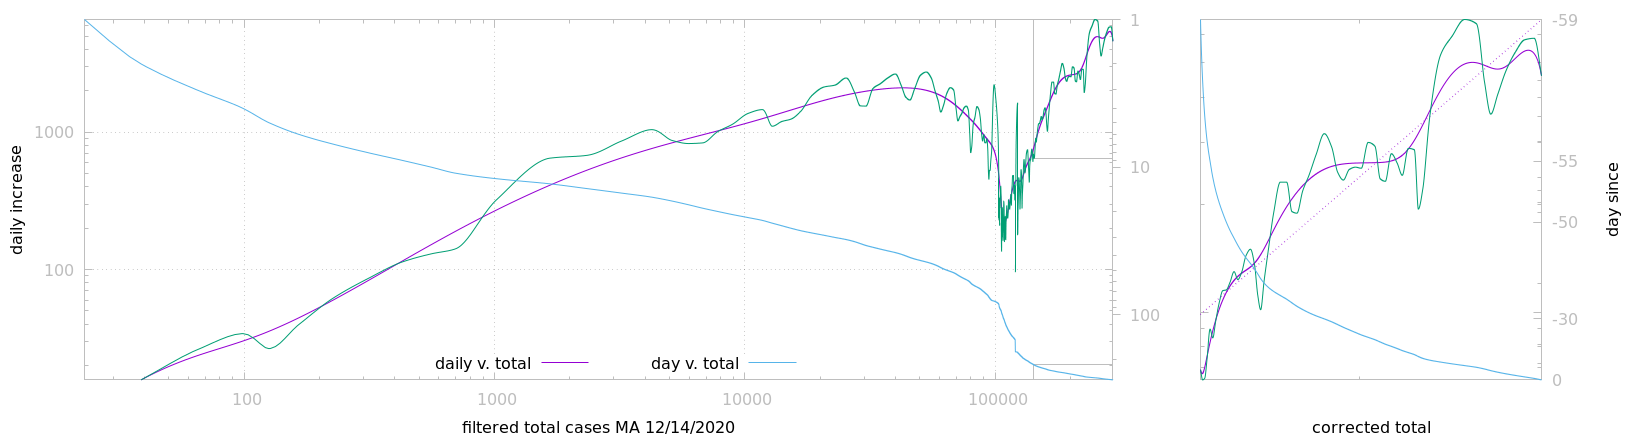 1000
100
daily increase
100
1000
10000
100000
filtered total cases MA 12/14/2020
daily v. total
day v. total
1
10
100
-59
-55
-50
-30
0
day since
corrected total